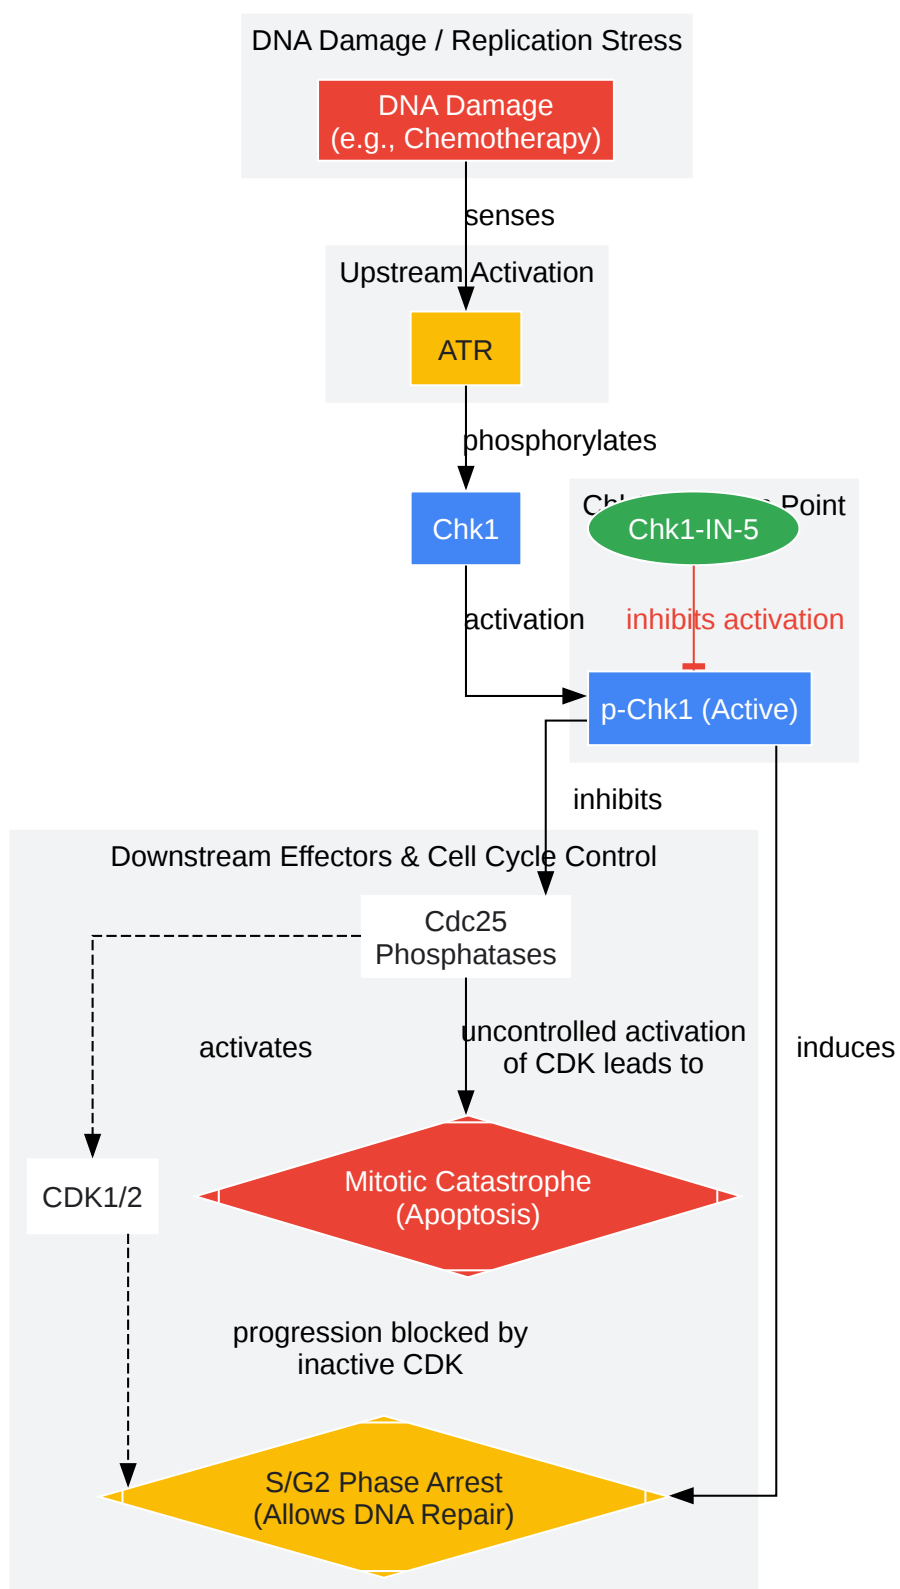 DNA Damage / Replication Stress
DNA Damage
(e.g., Chemotherapy)
senses
Upstream Activation
ATR
phosphorylates
Point
Chk1
Chk1-IN-5
activation
inhibits activation
p-Chk1 (Active)
inhibits
Downstream Effectors & Cell Cycle Control
Cdc25
Phosphatases
activates
uncontrolled activation
of CDK leads to
induces
CDK1/2
Mitotic Catastrophe
(Apoptosis)
progression blocked by
inactive CDK
S/G2 Phase Arrest
(Allows DNA Repair)